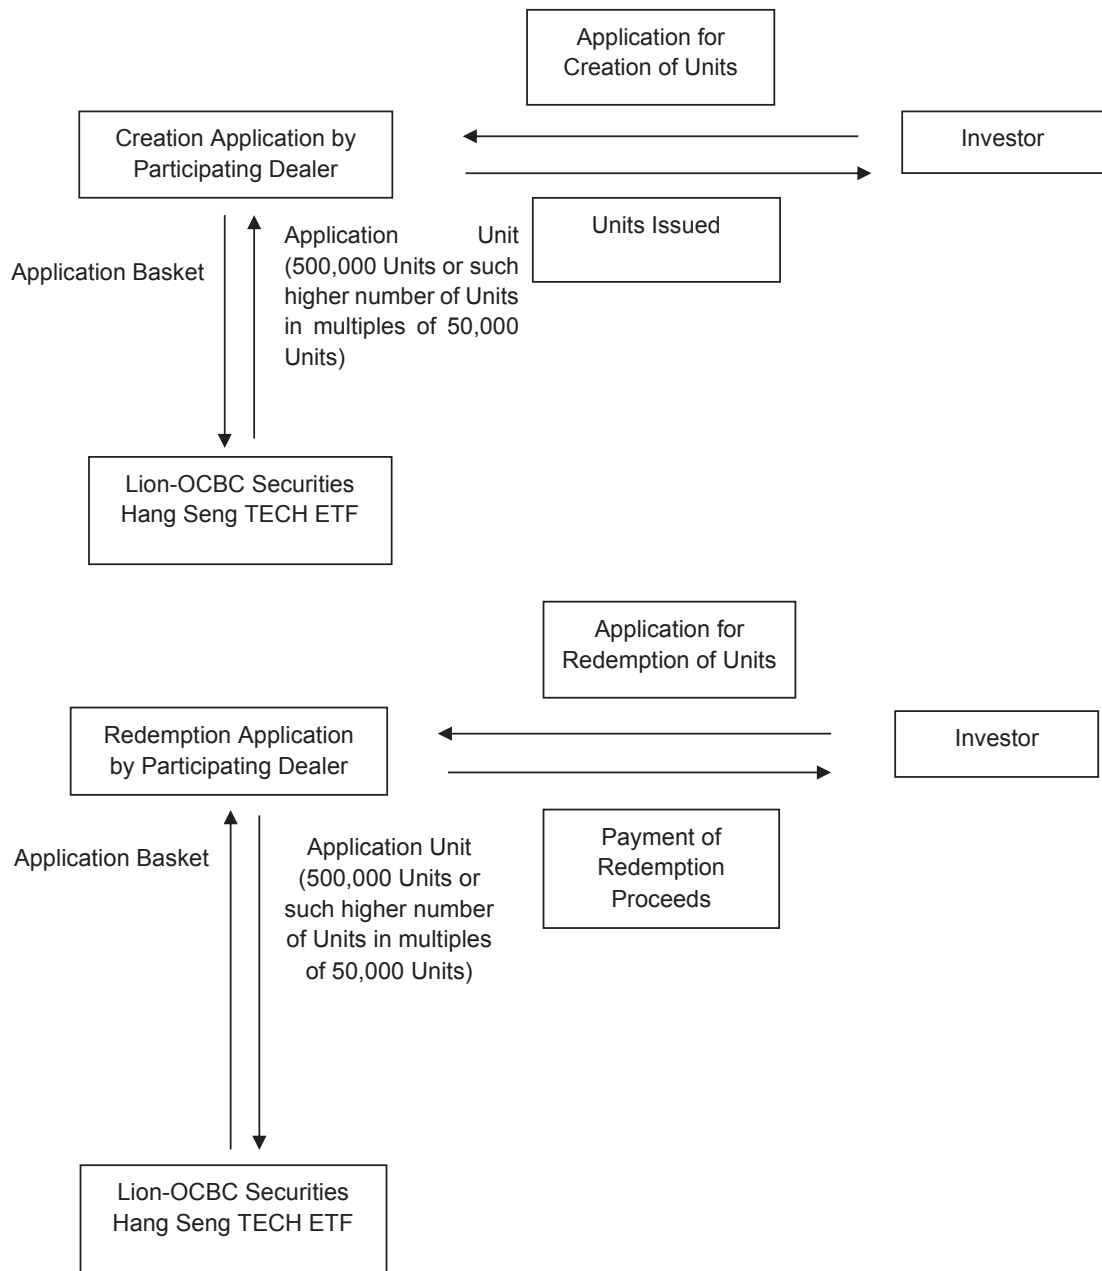 Application for
Creation of Units
Creation Application by
Participating Dealer
Investor
Units Issued
Application Basket
Application Unit
(500,000 Units or such
higher number of Units
in multiples of 50,000
Units)
Lion-OCBC Securities
Hang Seng TECH ETF
Application for
Redemption of Units
Redemption Application
by Participating Dealer
Investor
Payment of
Redemption
Proceeds
Application Basket
Application Unit
(500,000 Units or
such higher number
of Units in multiples
of 50,000 Units)
Lion-OCBC Securities
Hang Seng TECH ETF